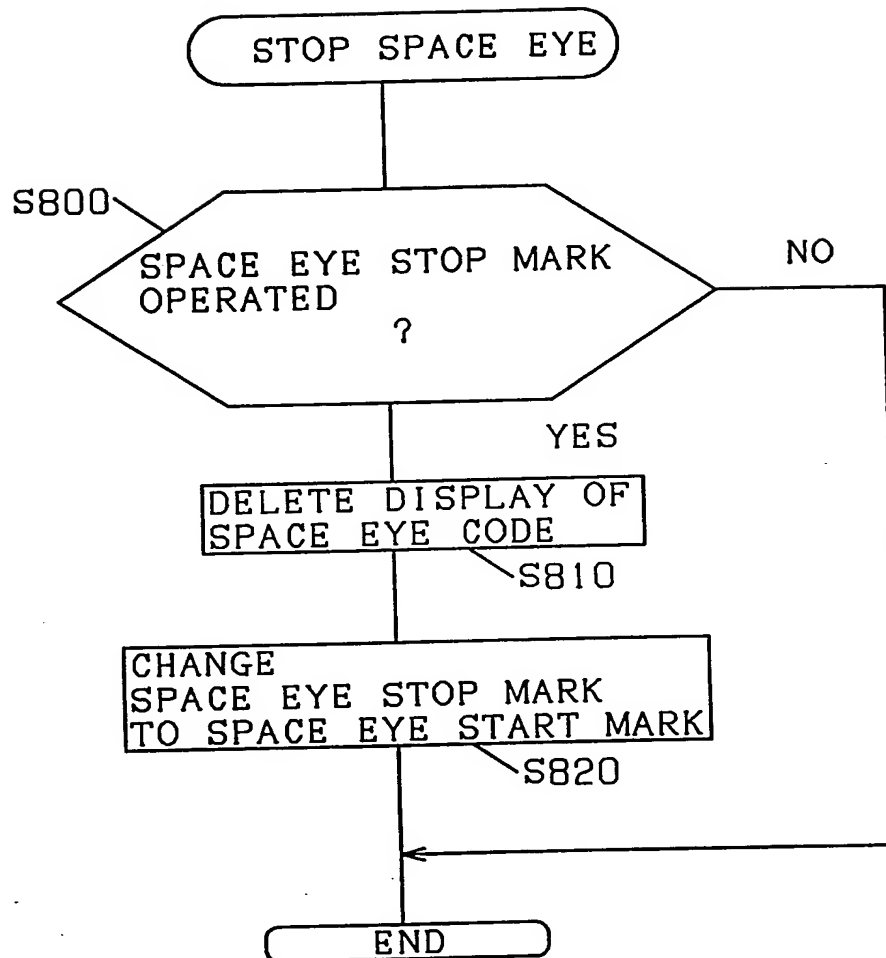 STOP SPACE EYE
S800
SPACE EYE STOP MARK
OPERATED
?
NO
YES
DELETE DISPLAY OF
SPACE EYE CODE
S810
CHANGE
SPACE EYE STOP MARK
TO SPACE EYE START MARK
S820
END